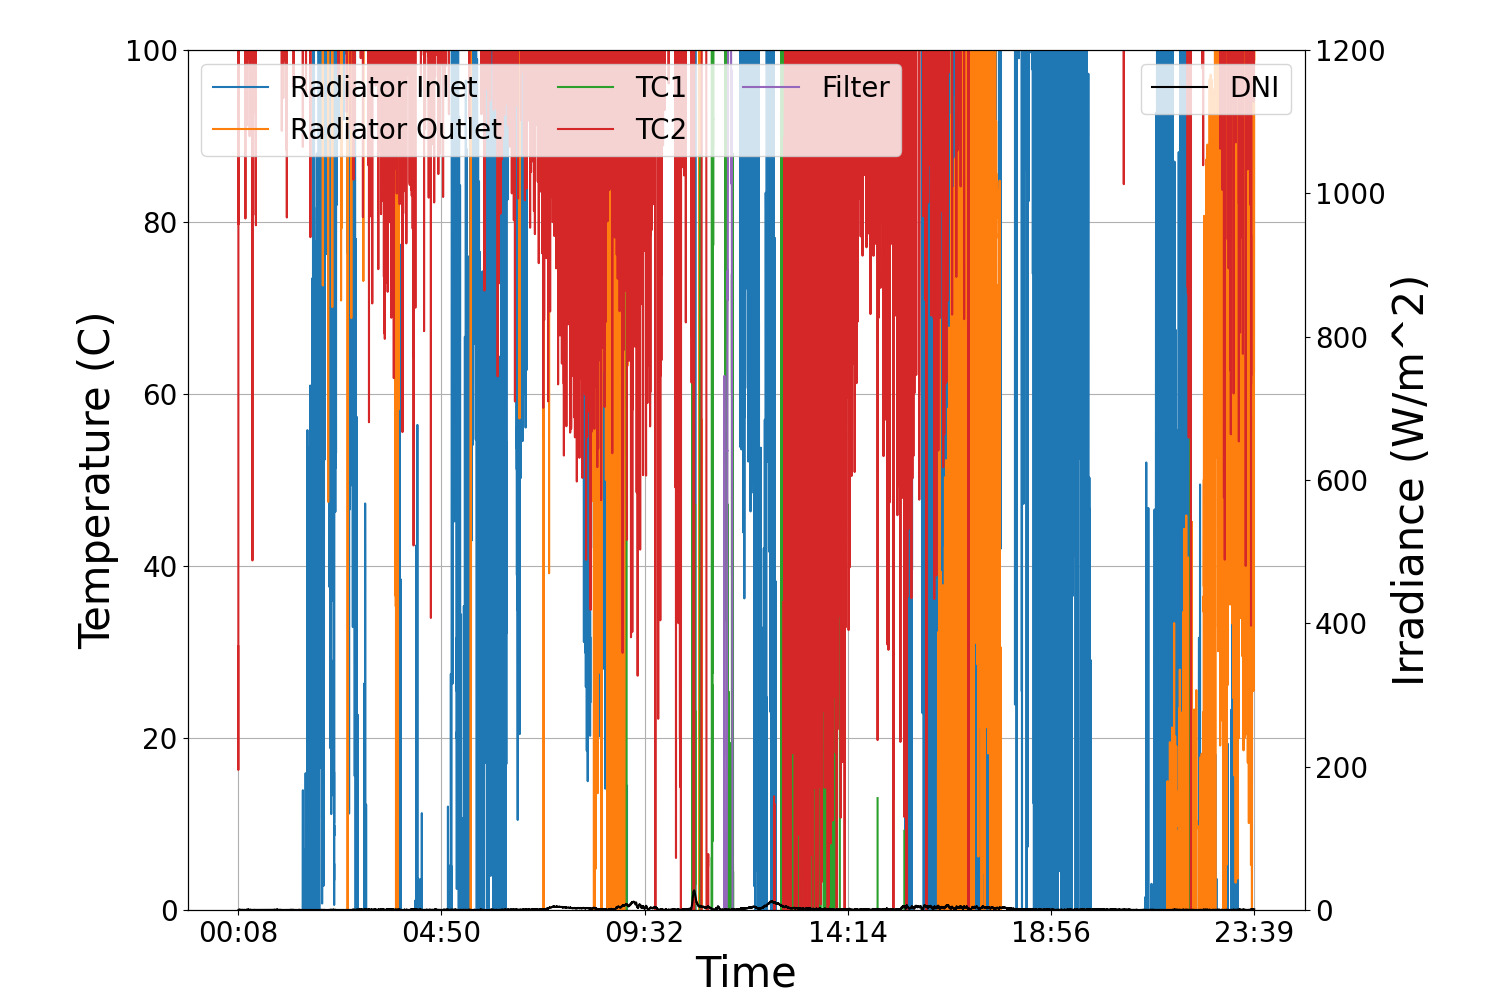 Radiator Inlet
Radiator Outlet
TC1
TC2
Filter
DNI
100
80
60
40
20
0
Temperature (C)
1200
1000
800
600
400
200
0
Irradiance (W/m^2)
00:08 04:50 09:32 14:14 18:56 23:39
Time